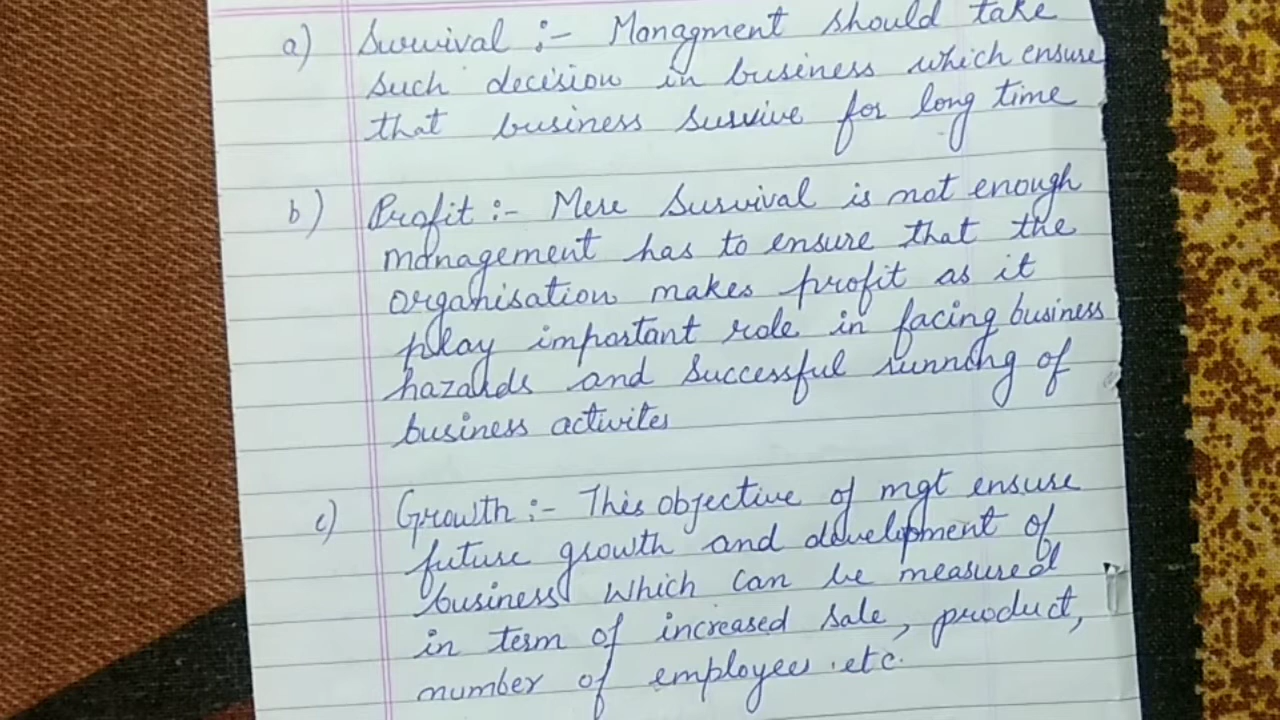 a) Survival :- Managment should take
such decision in business which ensure
that business survive for long time
b) Profit :- Mere survival is not enough
management has to ensure that the
organisation makes profit as it
play important role in facing business
hazards and successful running of
business activites
c) Growth :- This objective of mgt ensure
future growth and development of
business which can be measured
in term of increased sale, product,
number of employees etc.